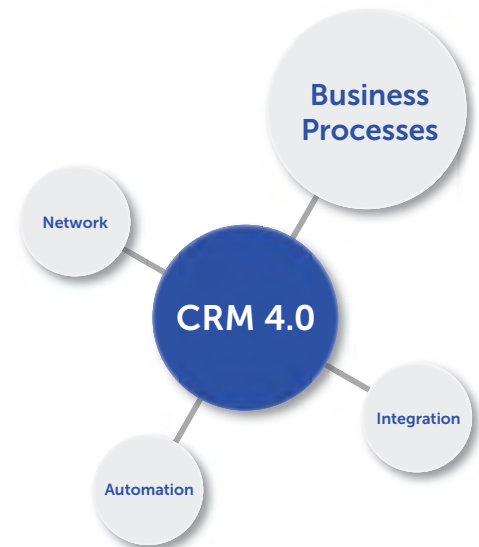 Business
Processes
Network
CRM 4.0
Integration
Automation